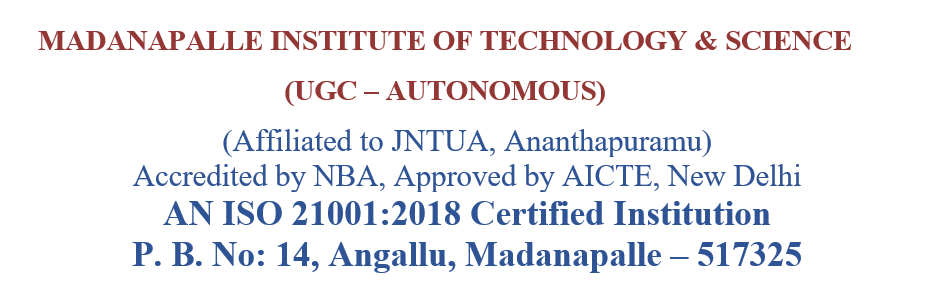 MADANAPALLE INSTITUTE OF TECHNOLOGY & SCIENCE
(UGC – AUTONOMOUS)
(Affiliated to JNTUA, Ananthapuramu)
Accredited by NBA, Approved by AICTE, New Delhi
AN ISO 21001:2018 Certified Institution
P. B. No: 14, Angallu, Madanapalle – 517325